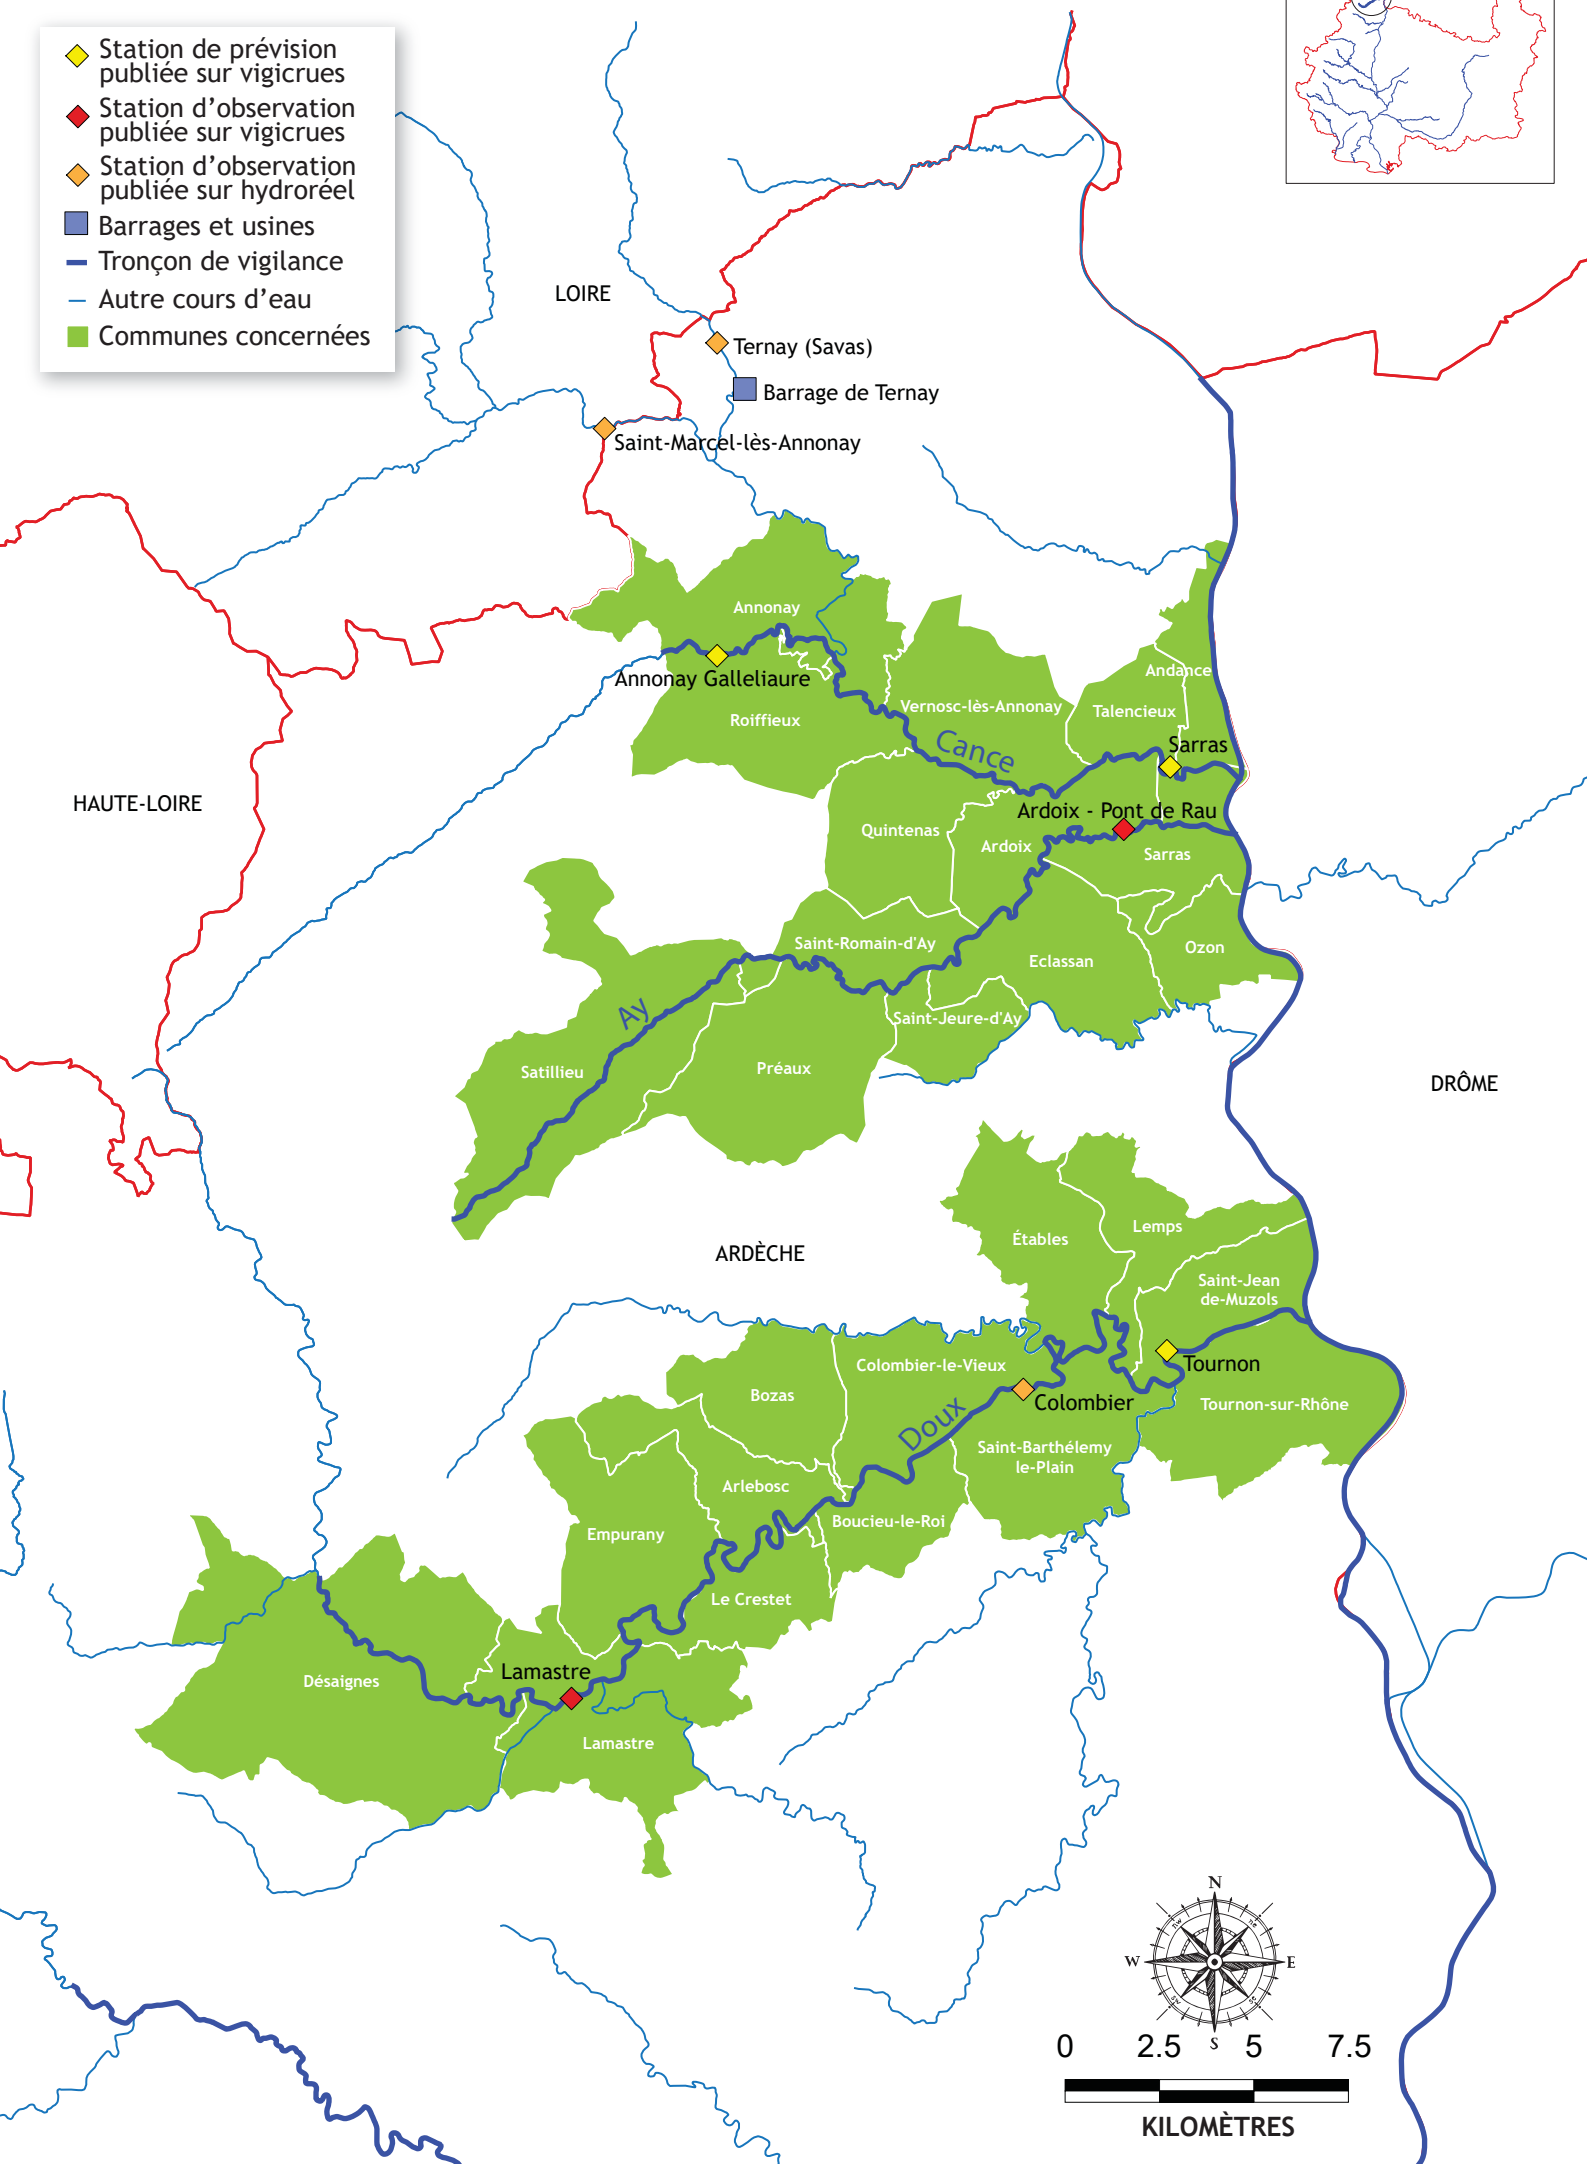 Station de prévision
publiée sur vigicrues
Station d'observation
publiée sur vigicrues
Station d'observation
publiée sur hydroréel
Barrages et usines
Tronçon de vigilance
Autre cours d'eau
Communes concernées
LOIRE
Ternay (Savas)
Barrage de Ternay
Saint-Marcel-lès-Annonay
Annonay
Annonay Galleliaure
Roiffieux
Vernosc-lès-Annonay
Andance
Talencieux
Cance
Sarras
HAUTE-LOIRE
Ardoix - Pont de Rau
Quintenas
Ardoix
Sarras
Saint-Romain-d'Ay
Ozon
Eclassan
Ay
Saint-Jeure-d'Ay
Satillieu
Préaux
DRÔME
ARDÈCHE
Lemps
Étables
Saint-Jean
de-Muzols
Colombier-le-Vieux
Tournon
Bozas
Colombier
Tournon-sur-Rhône
Doux
Saint-Barthélemy
le-Plain
Arlebosc
Boucieu-le-Roi
Empurany
Le Crestet
Lamastre
Désaignes
Lamastre
N
W
E
S
0 2.5 5 7.5
KILOMÈTRES